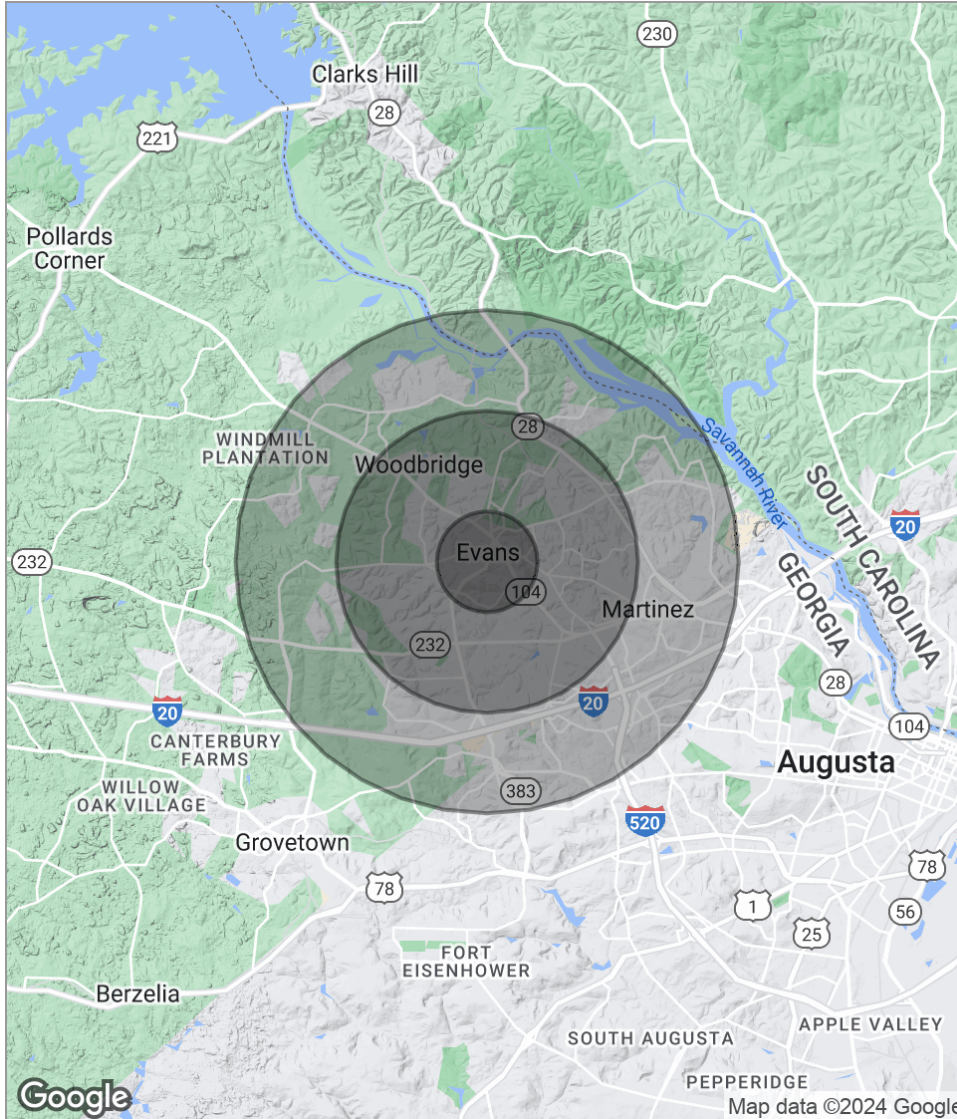 230
Clarks Hill
28
221
Pollards
Corner
WINDMILL
PLANTATION
28
Woodbridge
Savannah River
SOUTH CAROLINA
20
232
Evans
104
GEORGIA
Martinez
232
28
20
20
104
CANTERBURY
FARMS
Augusta
WILLOW
OAK VILLAGE
383
520
Grovetown
78
78
1
56
25
FORT
EISENHOWER
Berzelia
APPLE VALLEY
SOUTH AUGUSTA
PEPPERIDGE
Google
Map data ©2024 Google